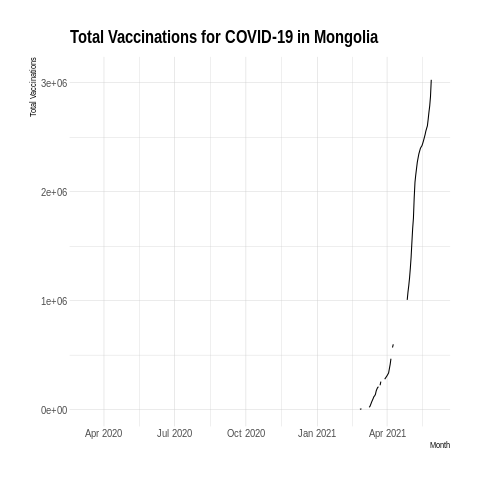 Total Vaccinations for COVID-19 in Mongolia
Total Vaccinations
3e+06
2e+06
1e+06
0e+00
Apr 2020 Jul 2020 Oct 2020 Jan 2021 Apr 2021
Month